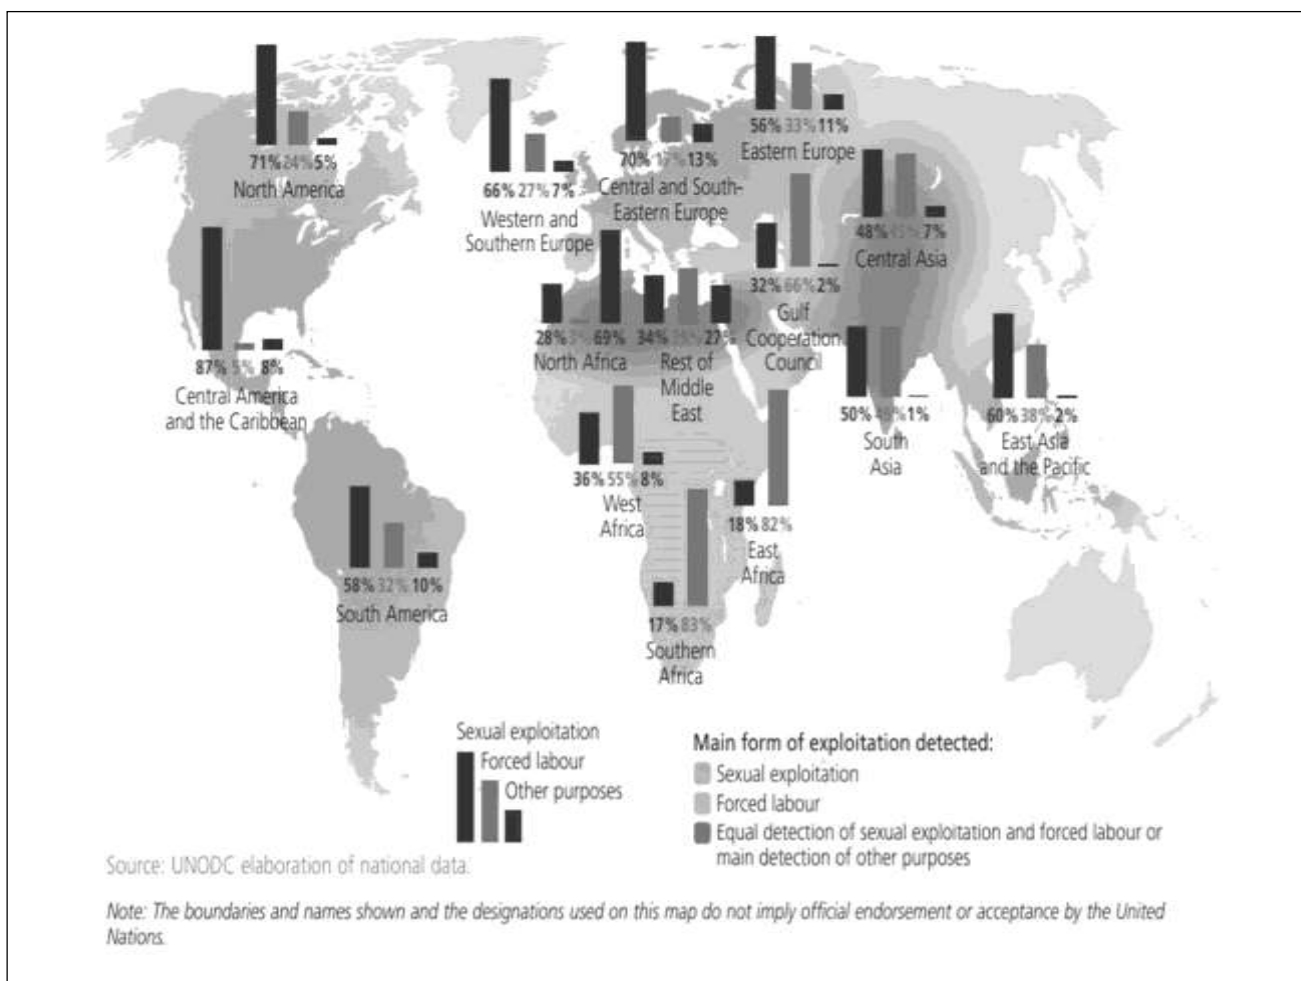 71% 24% 5%
North America
66% 27% 7%
Western and
Southern Europe
70% 17% 13%
Central and South-
Eastern Europe
56% 33% 11%
Eastern Europe
48% 45% 7%
Central Asia
32% 66% 2%
Gulf
Cooperation
Council
28% 3% 69%
North Africa
34% 27%
Rest of
Middle
East
87% 5% 8%
Central America
and the Caribbean
50% 1%
South
Asia
60% 38% 2%
East Asia
and the Pacific
36% 55% 8%
West
Africa
18% 82%
East
Africa
58% 32% 10%
South America
17% 83%
Southern
Africa
Sexual exploitation
Forced labour
Other purposes
Main form of exploitation detected:
Sexual exploitation
Forced labour
Equal detection of sexual exploitation and forced labour or
main detection of other purposes
Source: UNODC elaboration of national data.
Note: The boundaries and names shown and the designations used on this map do not imply official endorsement or acceptance by the United
Nations.